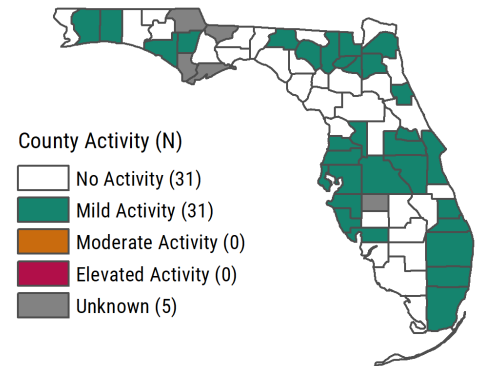 County Activity (N)
No Activity (31)
Mild Activity (31)
Moderate Activity (0)
Elevated Activity (0)
Unknown (5)